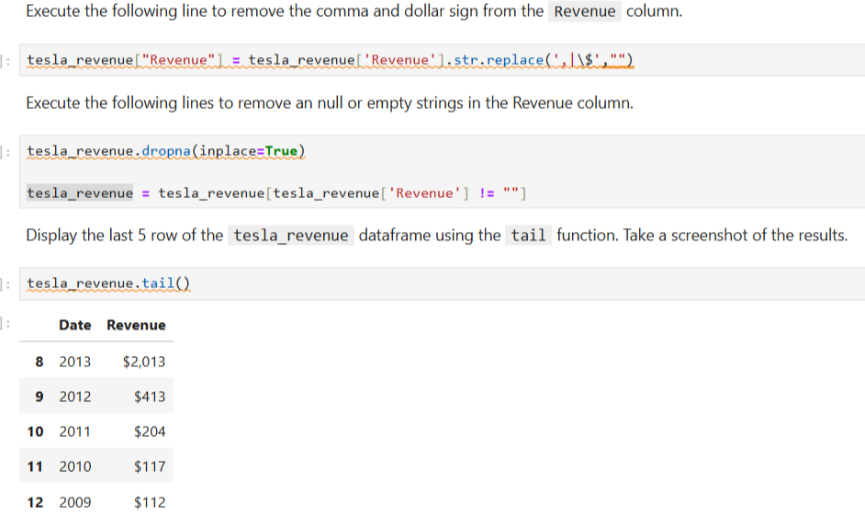 Execute the following line to remove the comma and dollar sign from the Revenue column.
]: tesla_revenue["Revenue"] = tesla_revenue['Revenue'].str.replace(',|\$',"")
Execute the following lines to remove an null or empty strings in the Revenue column.
]: tesla_revenue.dropna(inplace=True)
tesla_revenue = tesla_revenue[tesla_revenue['Revenue'] != ""]
Display the last 5 row of the tesla_revenue dataframe using the tail function. Take a screenshot of the results.
]: tesla_revenue.tail()
]: Date Revenue
8 2013 $2,013
9 2012 $413
10 2011 $204
11 2010 $117
12 2009 $112